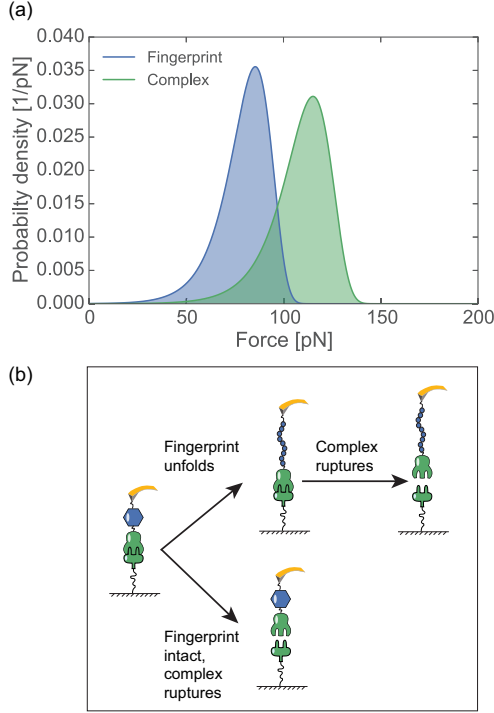 (a)
0.040
0.035
0.030
0.025
0.020
0.015
0.010
0.005
0.000
Probabilty density [1/pN]
Fingerprint
Complex
0
50
100
150
200
Force [pN]
(b)
Fingerprint
unfolds
Complex
ruptures
Fingerprint
intact,
complex
ruptures